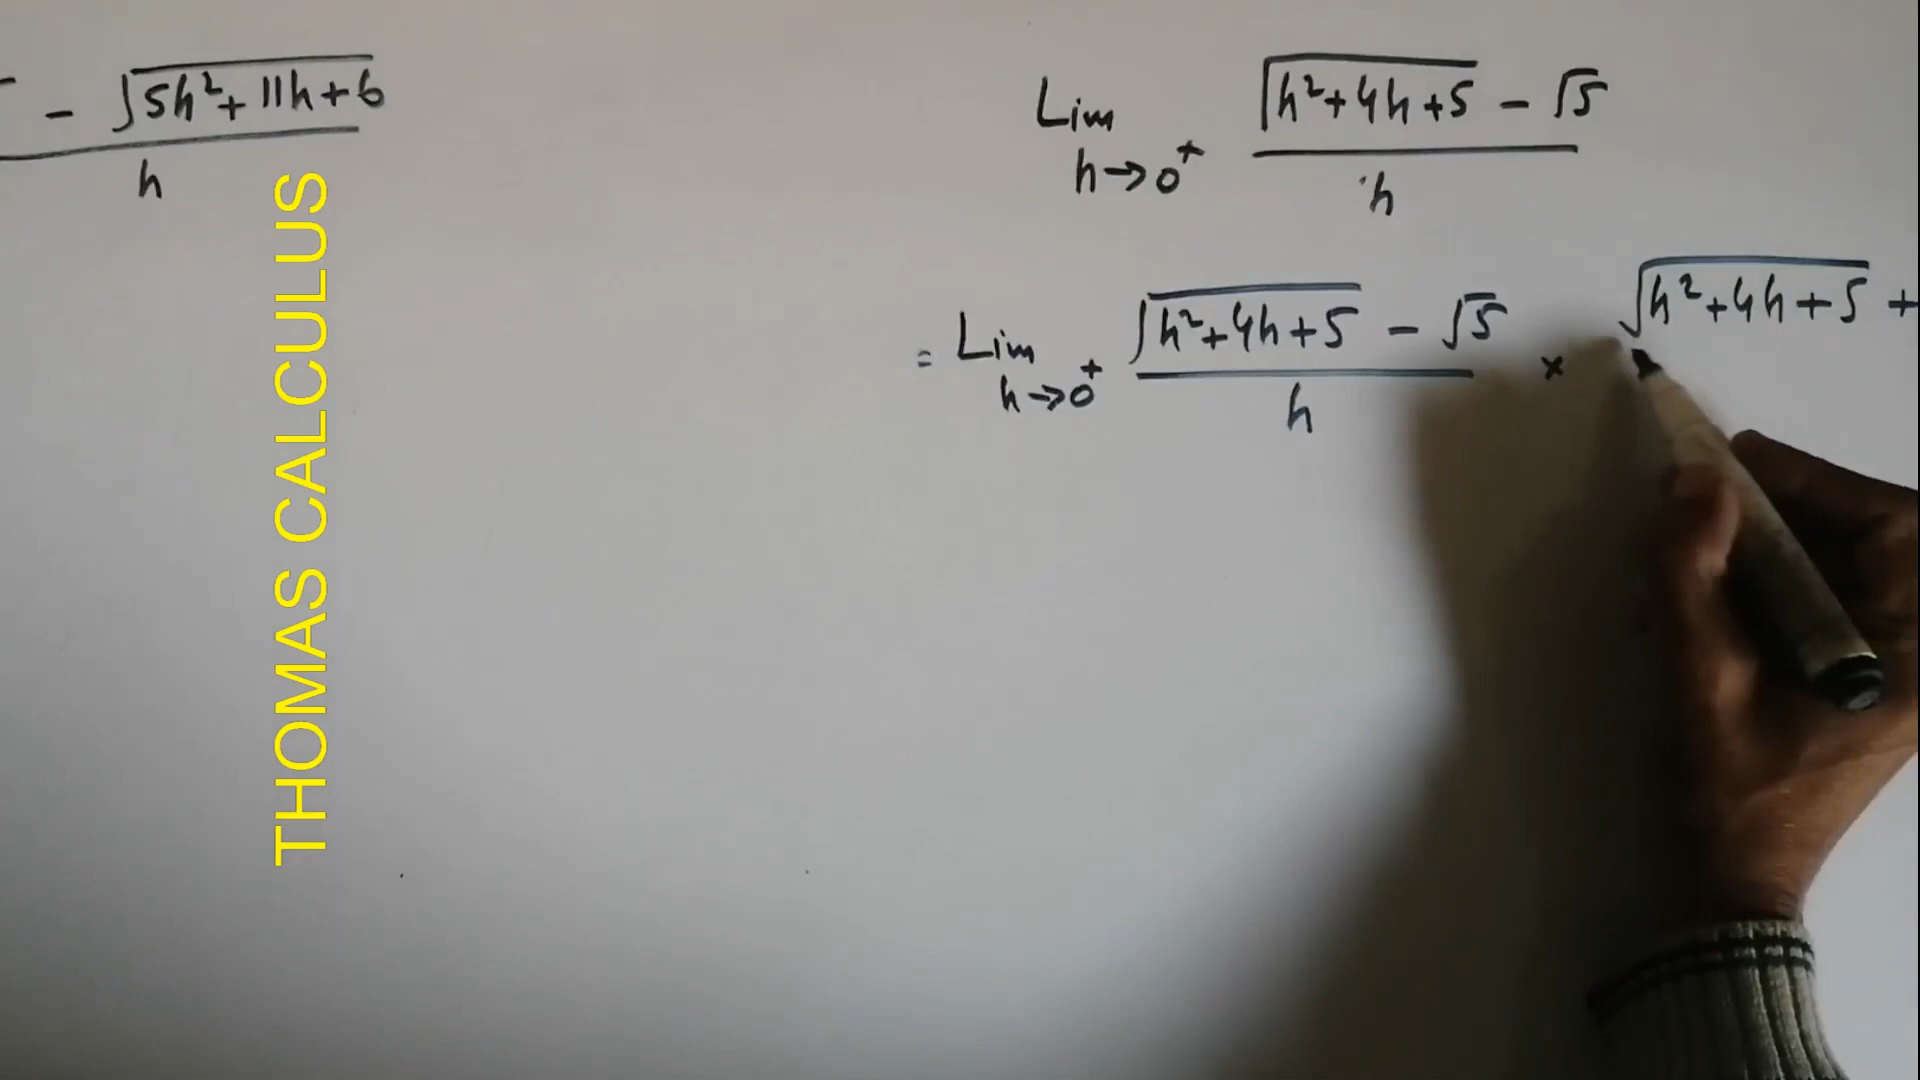 - √5h²+11h+6
h
THOMAS CALCULUS
Lim h→0⁺ √h²+4h+5 - √5
h
= Lim h→0⁺ √h²+4h+5 - √5 × √h²+4h+5 +
h